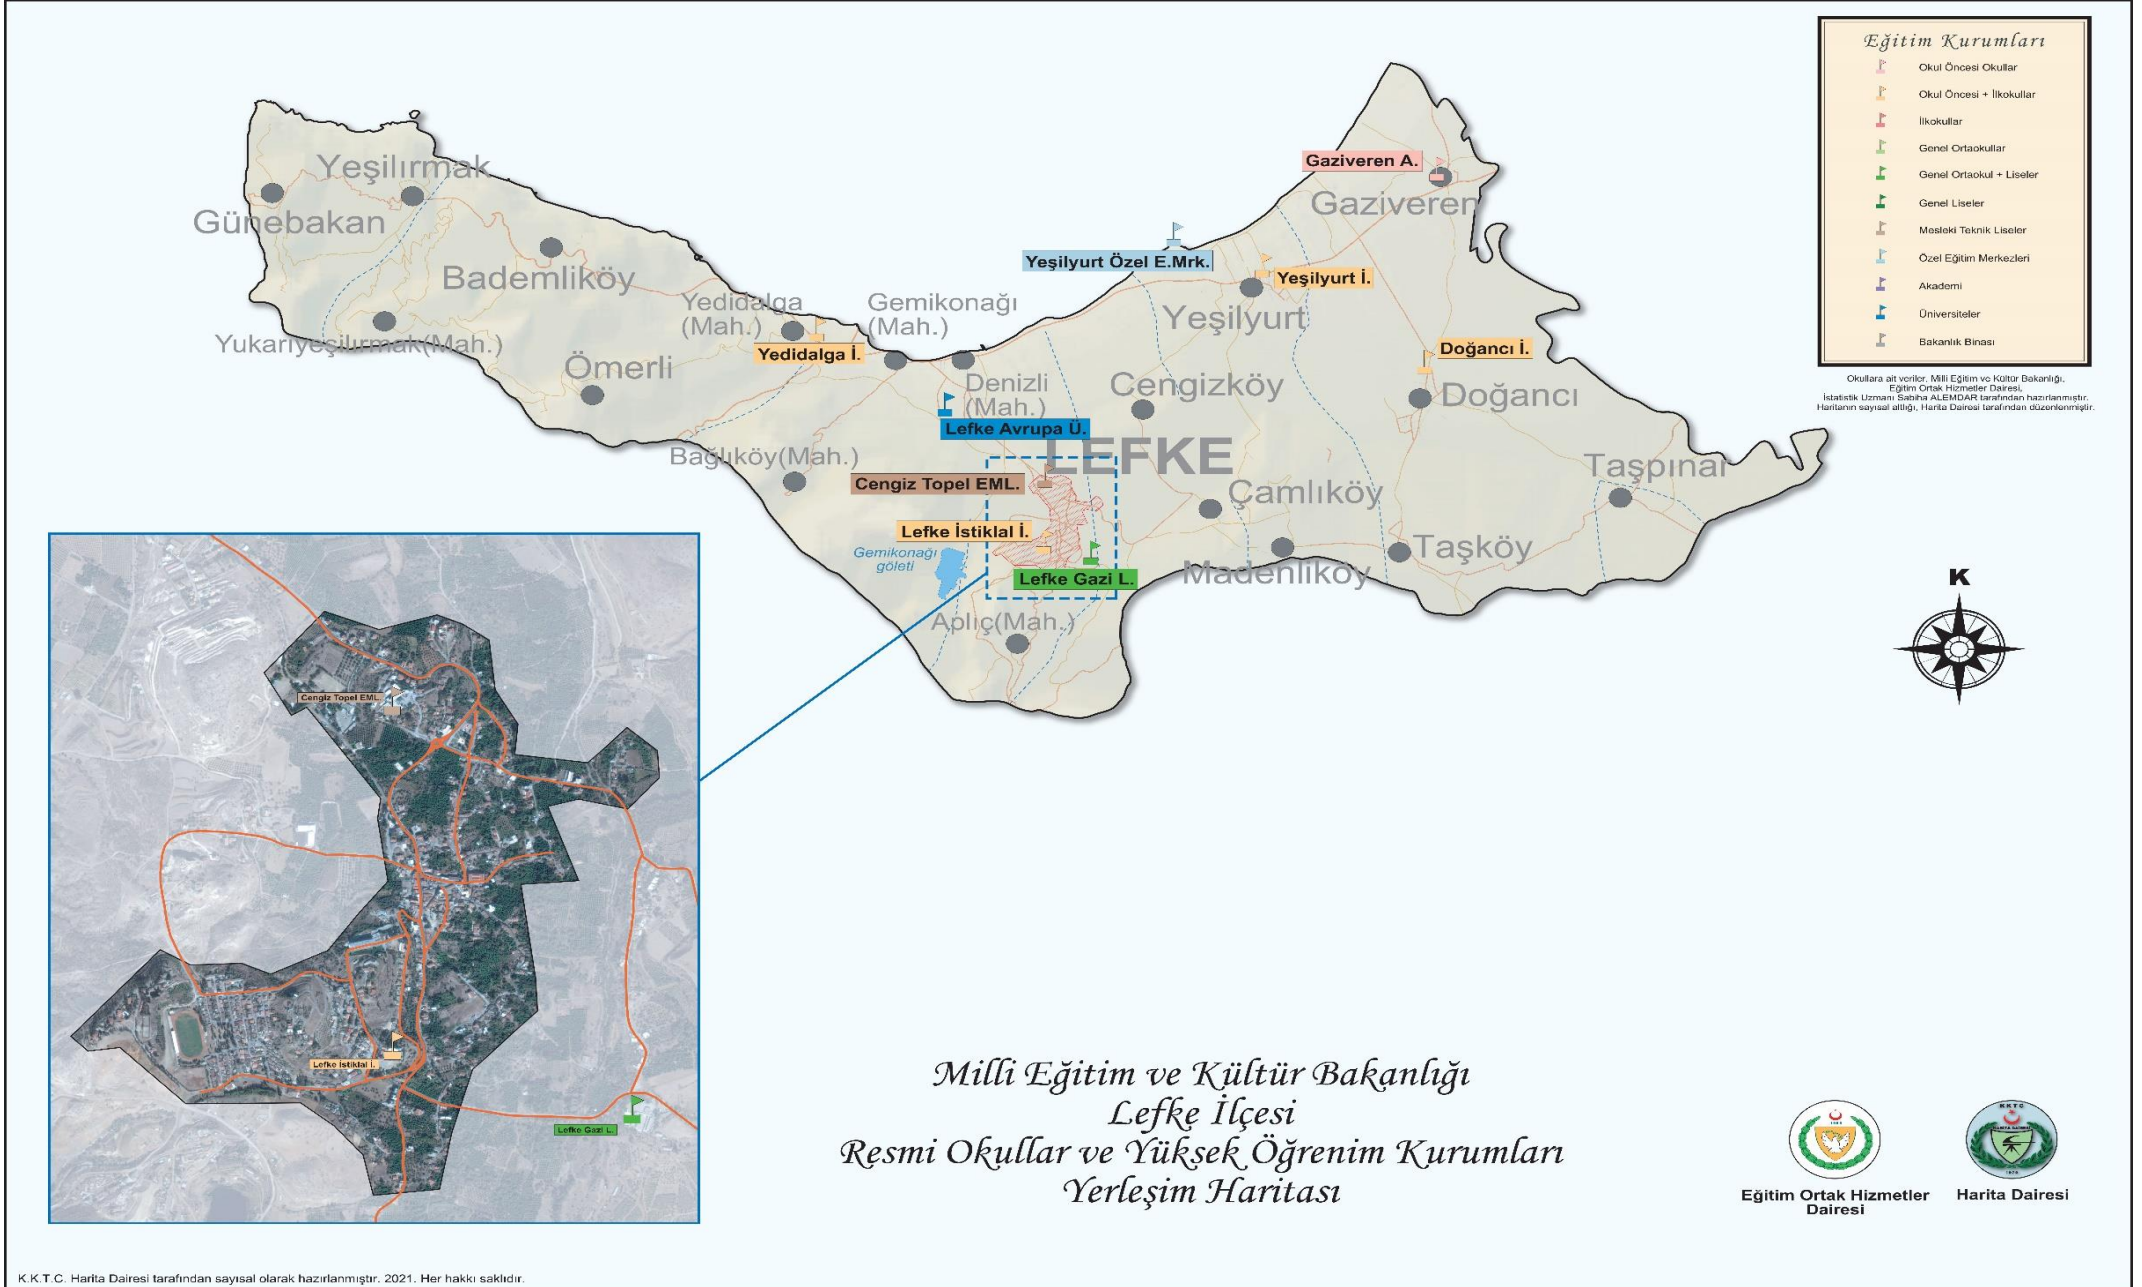 Eğitim Kurumları
Okul Öncesi Okullar
Okul Öncesi + İlkokullar
İlkokullar
Genel Ortaokullar
Genel Ortaokul + Liseler
Genel Liseler
Mesleki Teknik Liseler
Özel Eğitim Merkezleri
Akademi
Üniversiteler
Bakanlık Binası
Okullara ait veriler, Milli Eğitim ve Kültür Bakanlığı,
Eğitim Ortak Hizmetler Dairesi,
İstatistik Uzmanı Sabiha ALEMDAR tarafından hazırlanmıştır.
Haritanın sayısal altlığı, Harita Dairesi tarafından düzenlenmiştir.
Gaziveren A.
Gaziveren
Yeşilırmak
Günebakan
Bademliköy
Yukarıyeşilırmak(Mah.)
Ömerli
Yedidalga
(Mah.)
Yedidalga İ.
Gemikonağı
(Mah.)
Yeşilyurt Özel E.Mrk.
Yeşilyurt İ.
Yeşilyurt
Doğancı İ.
Doğancı
Denizli
(Mah.)
Cengizköy
Lefke Avrupa Ü.
LEFKE
Bağlıköy(Mah.)
Cengiz Topel EML.
Çamlıköy
Taşpınar
Lefke İstiklal İ.
Gemikonağı
göleti
Lefke Gazi L.
Madenliköy
Taşköy
Aplıç(Mah.)
K
Cengiz Topel EML.
Lefke İstiklal İ.
Lefke Gazi L.
Milli Eğitim ve Kültür Bakanlığı
Lefke İlçesi
Resmi Okullar ve Yüksek Öğrenim Kurumları
Yerleşim Haritası
Eğitim Ortak Hizmetler
Dairesi
KKTC
Harita Dairesi
K.K.T.C. Harita Dairesi tarafından sayısal olarak hazırlanmıştır. 2021. Her hakkı saklıdır.